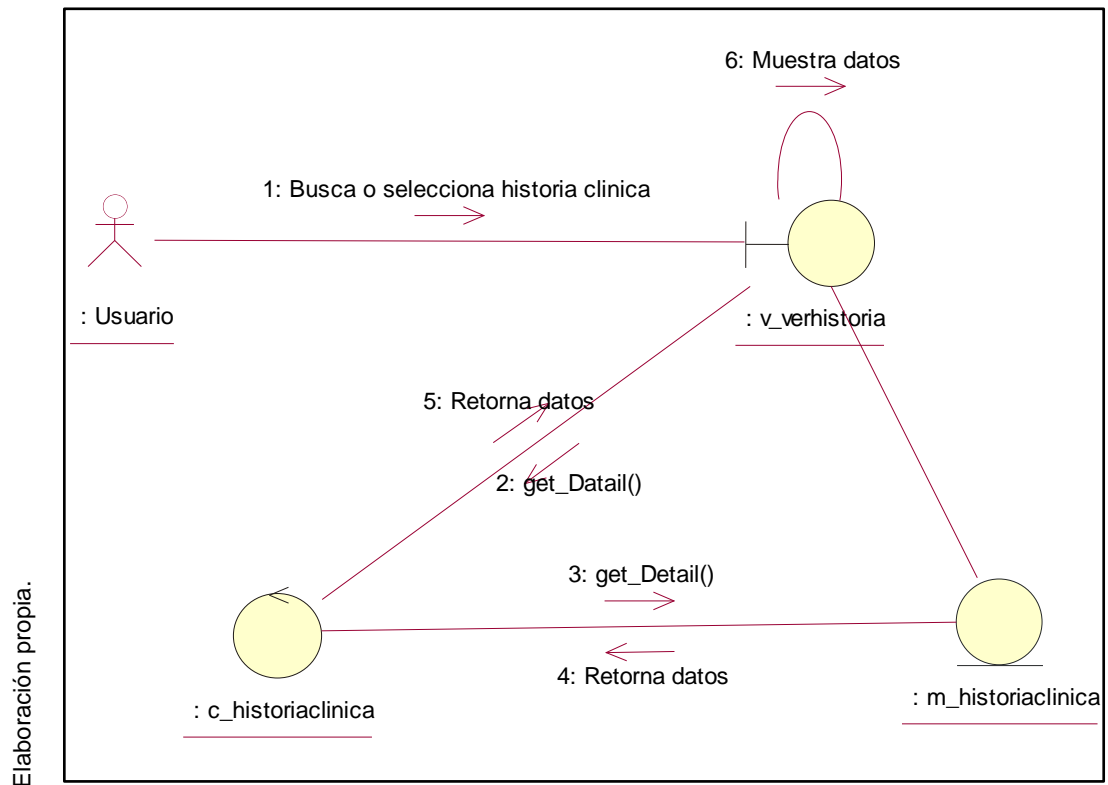 6: Muestra datos
1: Busca o selecciona historia clinica
: Usuario
: v_verhistoria
5: Retorna datos
2: get_Datail()
3: get_Detail()
4: Retorna datos
: c_historiaclinica
: m_historiaclinica
Elaboración propia.